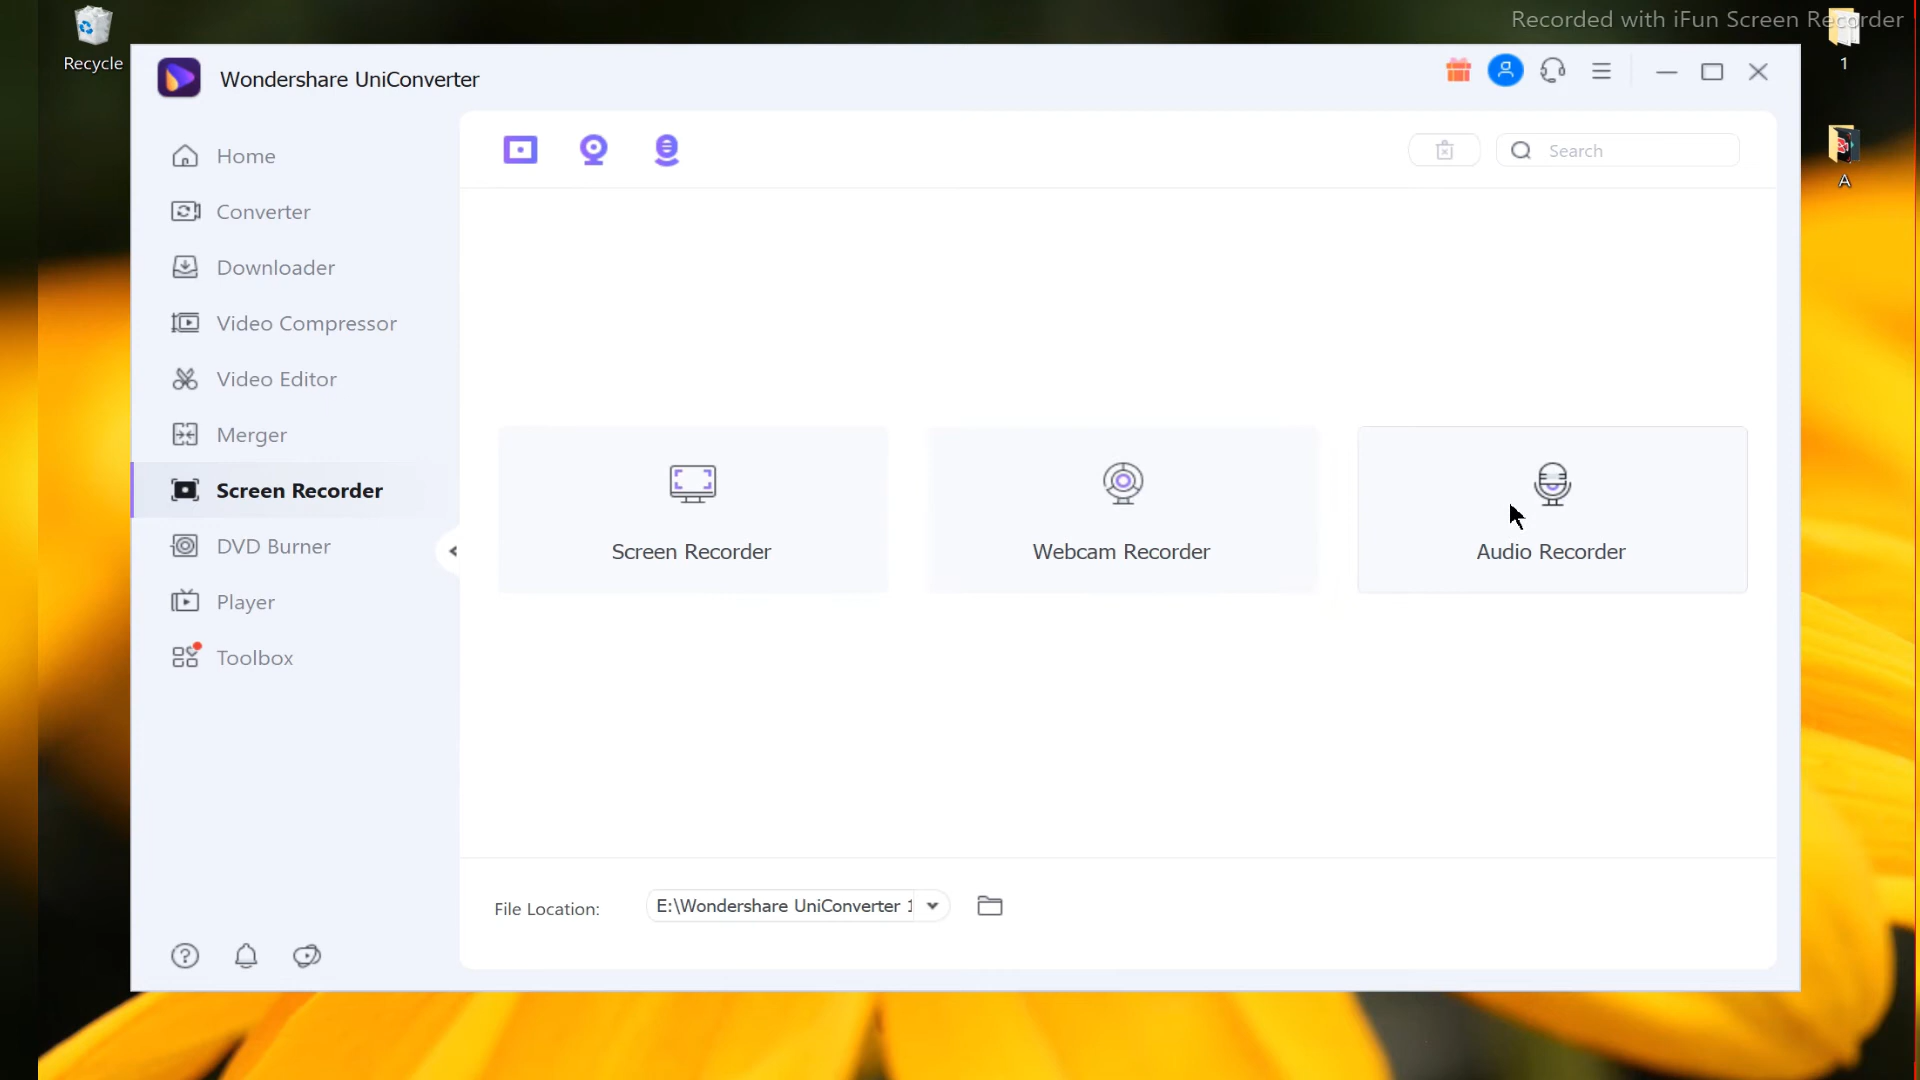 Recorded with iFun Screen Recorder
Recycle
1
A
Wondershare UniConverter
Home
Converter
Downloader
Video Compressor
Video Editor
Merger
Screen Recorder
DVD Burner
Player
Toolbox
Search
Screen Recorder
Webcam Recorder
Audio Recorder
File Location:
E:\Wondershare UniConverter 1